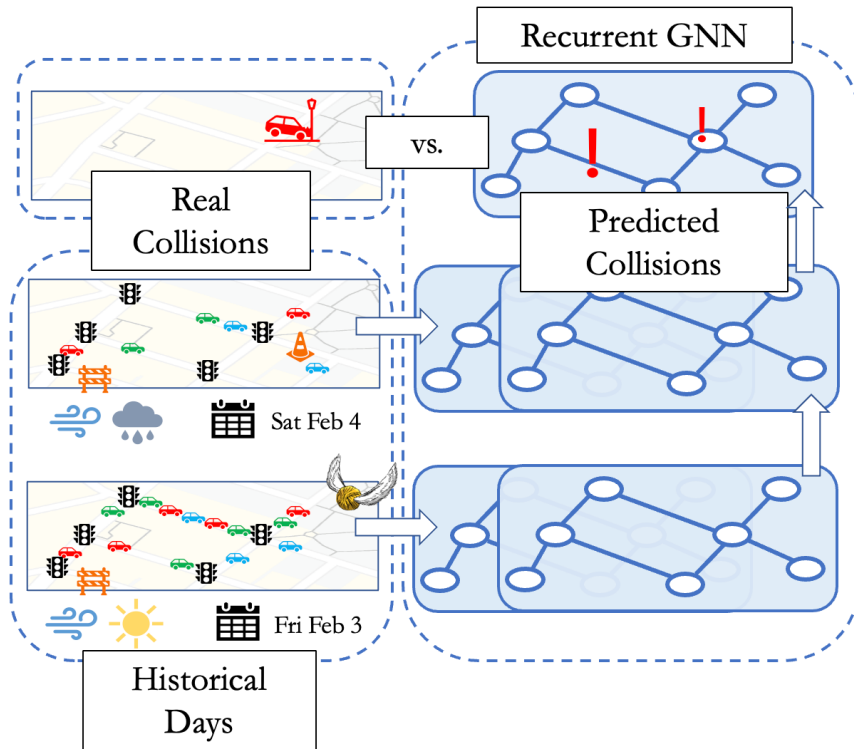 Recurrent GNN
vs.
Real
Collisions
Predicted
Collisions
Sat Feb 4
Fri Feb 3
Historical
Days